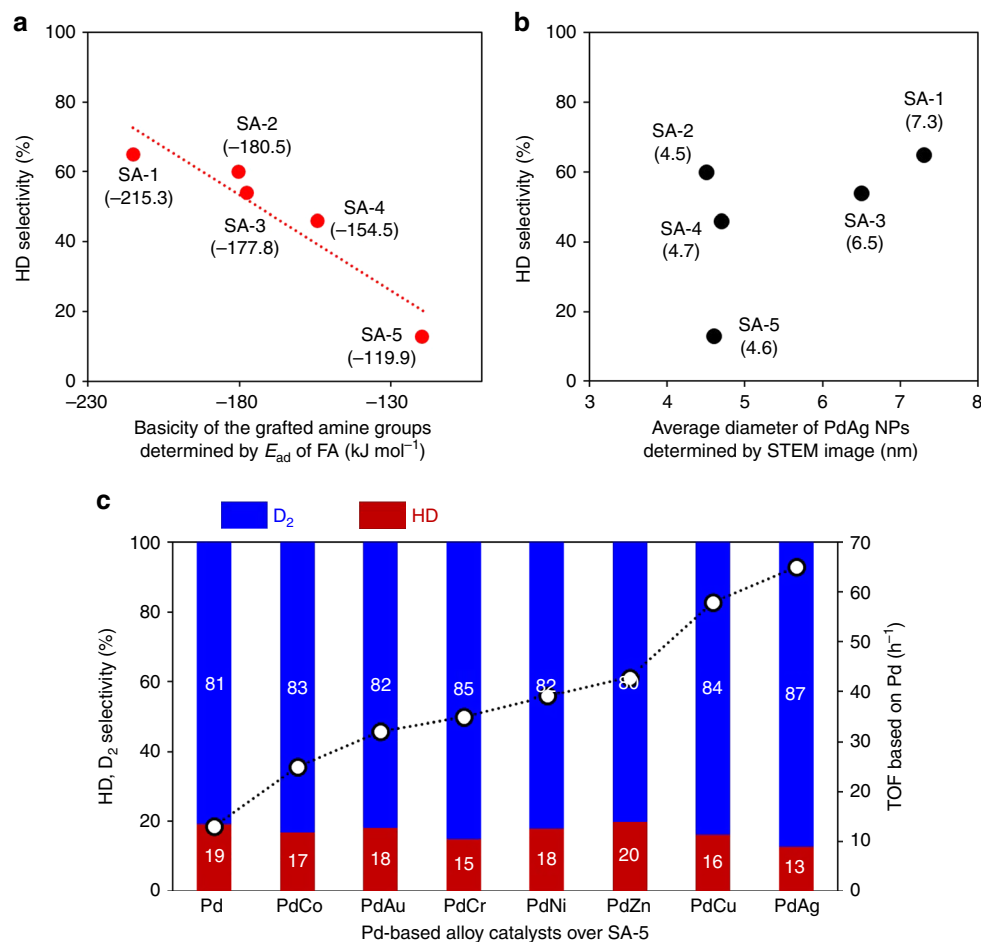 a
HD selectivity (%)
100
80
60
40
20
0
SA-1
(–215.3)
SA-2
(–180.5)
SA-3
(–177.8)
SA-4
(–154.5)
SA-5
(–119.9)
–230
–180
–130
Basicity of the grafted amine groups
determined by Ead of FA (kJ mol–1)
b
HD selectivity (%)
100
80
60
40
20
0
SA-1
(7.3)
SA-2
(4.5)
SA-4
(4.7)
SA-3
(6.5)
SA-5
(4.6)
3
4
5
6
7
8
Average diameter of PdAg NPs
determined by STEM image (nm)
c
D2
HD
HD, D2 selectivity (%)
100
80
60
40
20
0
81
83
82
85
82
80
84
87
19
17
18
15
18
20
16
13
70
60
50
40
30
20
10
0
TOF based on Pd (h–1)
Pd
PdCo
PdAu
PdCr
PdNi
PdZn
PdCu
PdAg
Pd-based alloy catalysts over SA-5